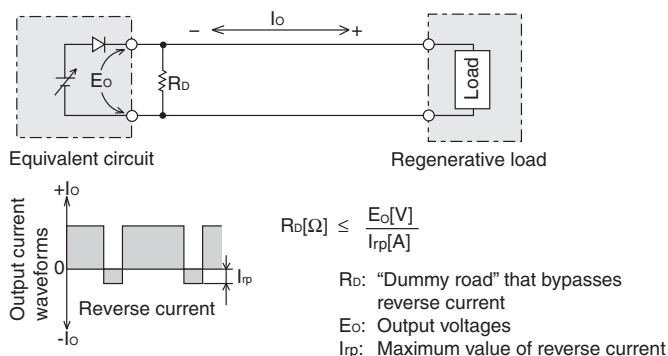 − Io +
Eo
RD
Load
Equivalent circuit
Regenerative load
+Io
Output current
waveforms
0
Irp
Reverse current
-Io
RD[Ω] ≤ Eo[V]
Irp[A]
RD: “Dummy road” that bypasses
reverse current
Eo: Output voltages
Irp: Maximum value of reverse current